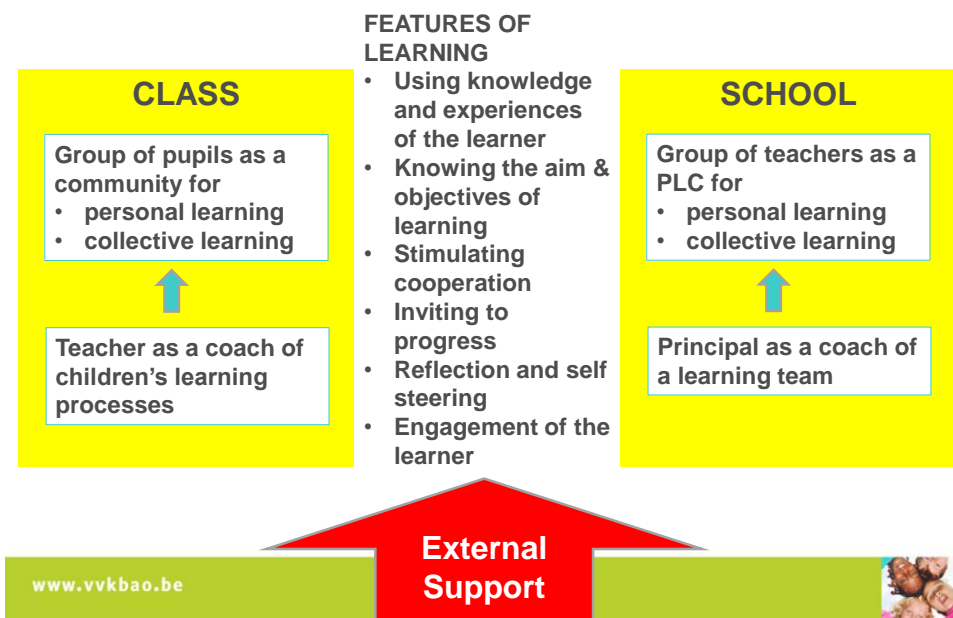 CLASS
Group of pupils as a
community for
• personal learning
• collective learning
Teacher as a coach of
children's learning
processes
FEATURES OF
LEARNING
• Using knowledge
and experiences
of the learner
• Knowing the aim &
objectives of
learning
• Stimulating
cooperation
• Inviting to
progress
• Reflection and self
steering
• Engagement of the
learner
SCHOOL
Group of teachers as a
PLC for
• personal learning
• collective learning
Principal as a coach of
a learning team
External
Support
www.vvkbao.be